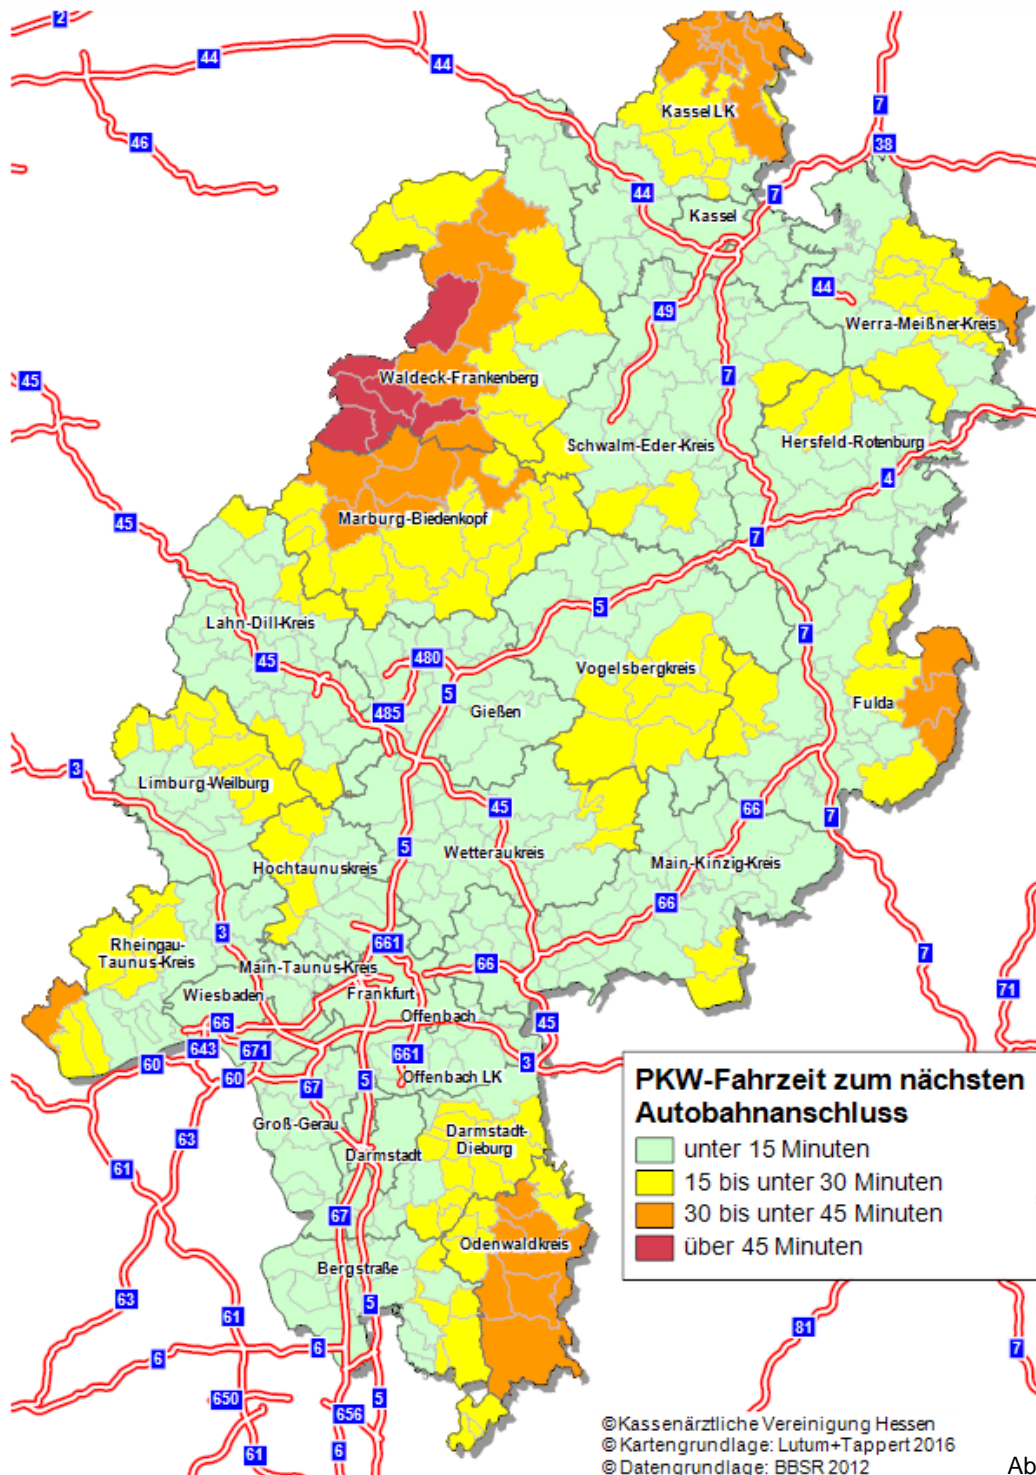 2
44
44
46
7
38
Kassel LK
44
7
Kassel
44
49
Werra-Meißner-Kreis
45
7
Waldeck-Frankenberg
Schwalm-Eder-Kreis
Hersfeld-Rotenburg
4
Marburg-Biedenkopf
45
7
5
Lahn-Dill-Kreis
7
45
480
Vogelsbergkreis
5
Fulda
485
Gießen
3
Limburg-Weilburg
45
66
7
5
Wetteraukreis
Main-Kinzig-Kreis
Hochtaunuskreis
66
3
661
Rheingau-
Taunus-Kreis
7
Main-Taunus-Kreis
66
Wiesbaden
Frankfurt
71
66
Offenbach
45
643
671
661
3
60
60
67
5
Offenbach LK
Groß-Gerau
63
Darmstadt-
Dieburg
61
Darmstadt
67
Odenwaldkreis
Bergstraße
63
5
61
81
6
6
7
650
656
5
61
6
PKW-Fahrzeit zum nächsten
Autobahnanschluss
unter 15 Minuten
15 bis unter 30 Minuten
30 bis unter 45 Minuten
über 45 Minuten
©Kassenärztliche Vereinigung Hessen
©Kartengrundlage: Lutum+Tappert 2016
©Datengrundlage: BBSR 2012
Ab